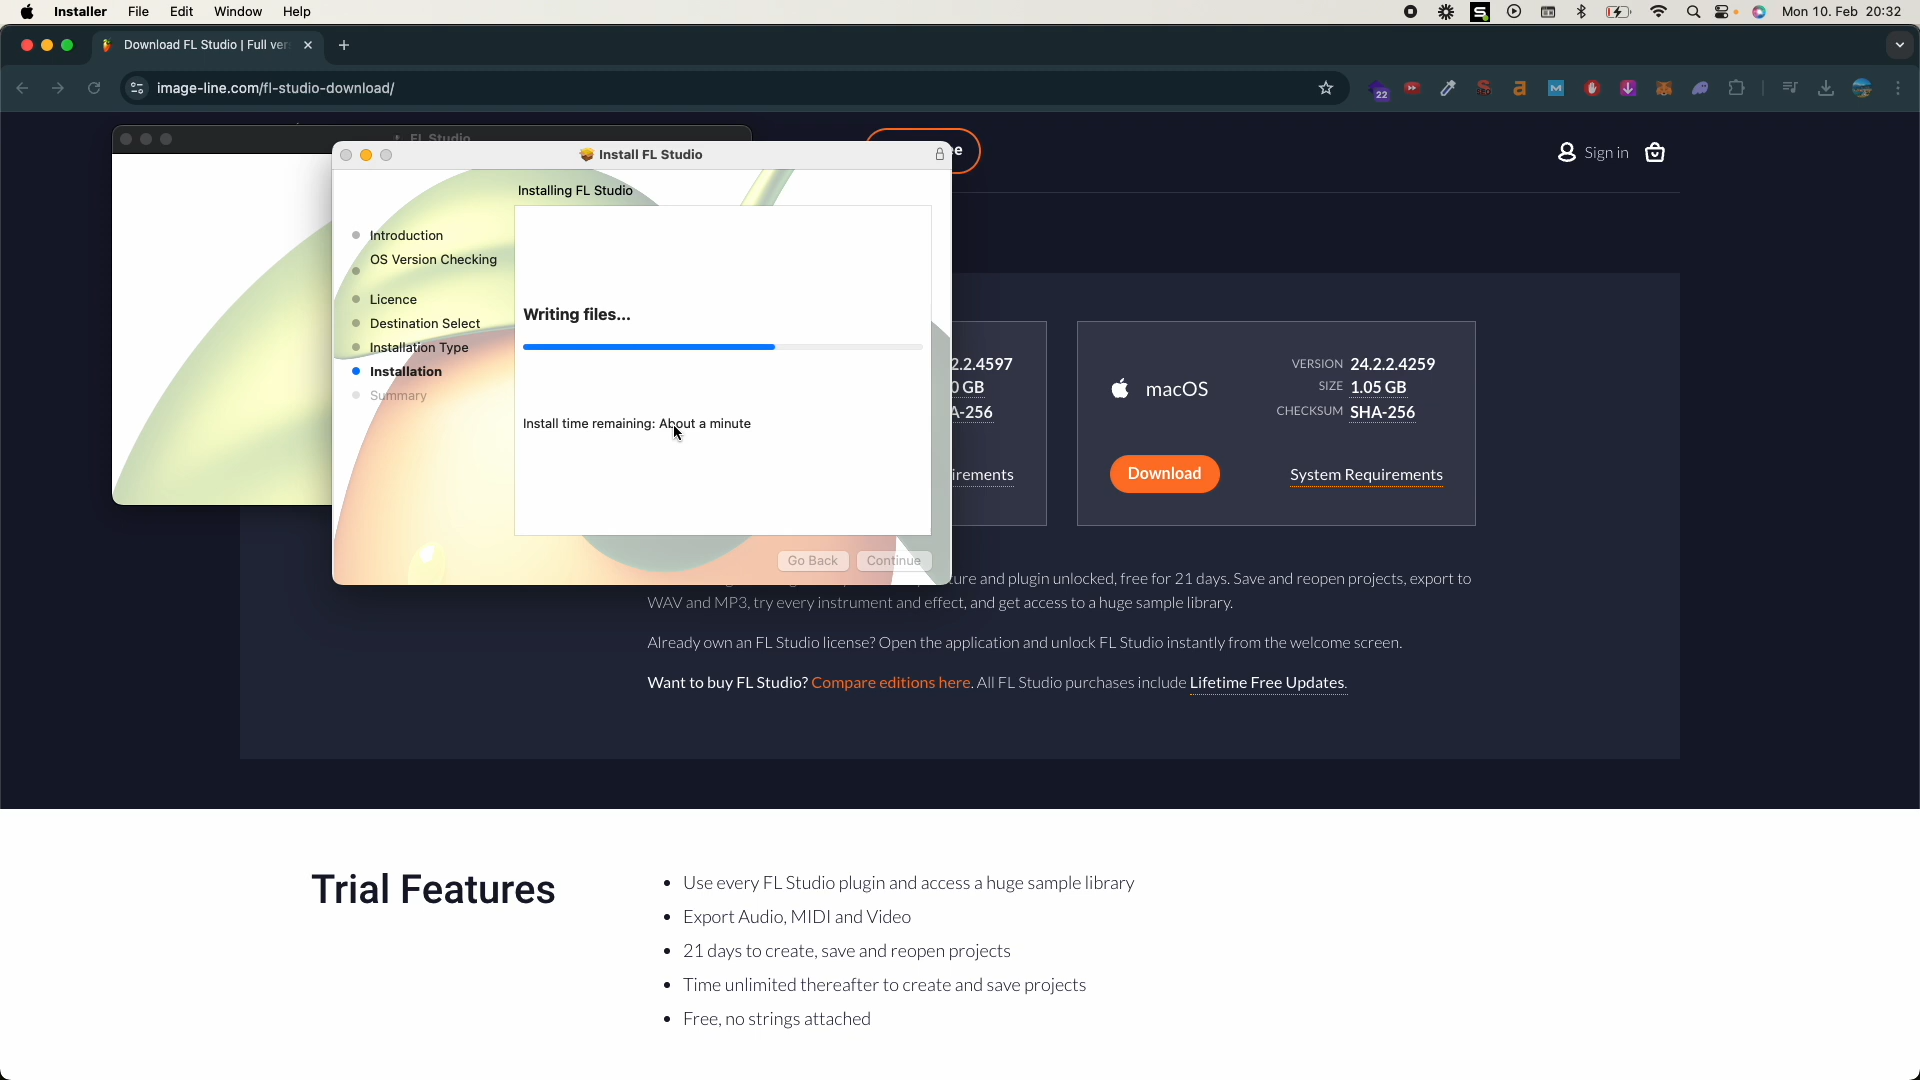 Installer File Edit Window Help Mon 10. Feb 20:32
Download FL Studio | Full ver
image-line.com/fl-studio-download/
22
FL Studio
Install FL Studio
Sign in
Installing FL Studio
Introduction
OS Version Checking
Licence
Destination Select
Installation Type
Installation
Summary
Writing files...
Install time remaining: About a minute
Go Back Continue
2.2.4597
0 GB
A-256
irements
macOS
VERSION 24.2.2.4259
SIZE 1.05 GB
CHECKSUM SHA-256
Download System Requirements
ture and plugin unlocked, free for 21 days. Save and reopen projects, export to
WAV and MP3, try every instrument and effect, and get access to a huge sample library.
Already own an FL Studio license? Open the application and unlock FL Studio instantly from the welcome screen.
Want to buy FL Studio? Compare editions here. All FL Studio purchases include Lifetime Free Updates.
Trial Features
• Use every FL Studio plugin and access a huge sample library
• Export Audio, MIDI and Video
• 21 days to create, save and reopen projects
• Time unlimited thereafter to create and save projects
• Free, no strings attached